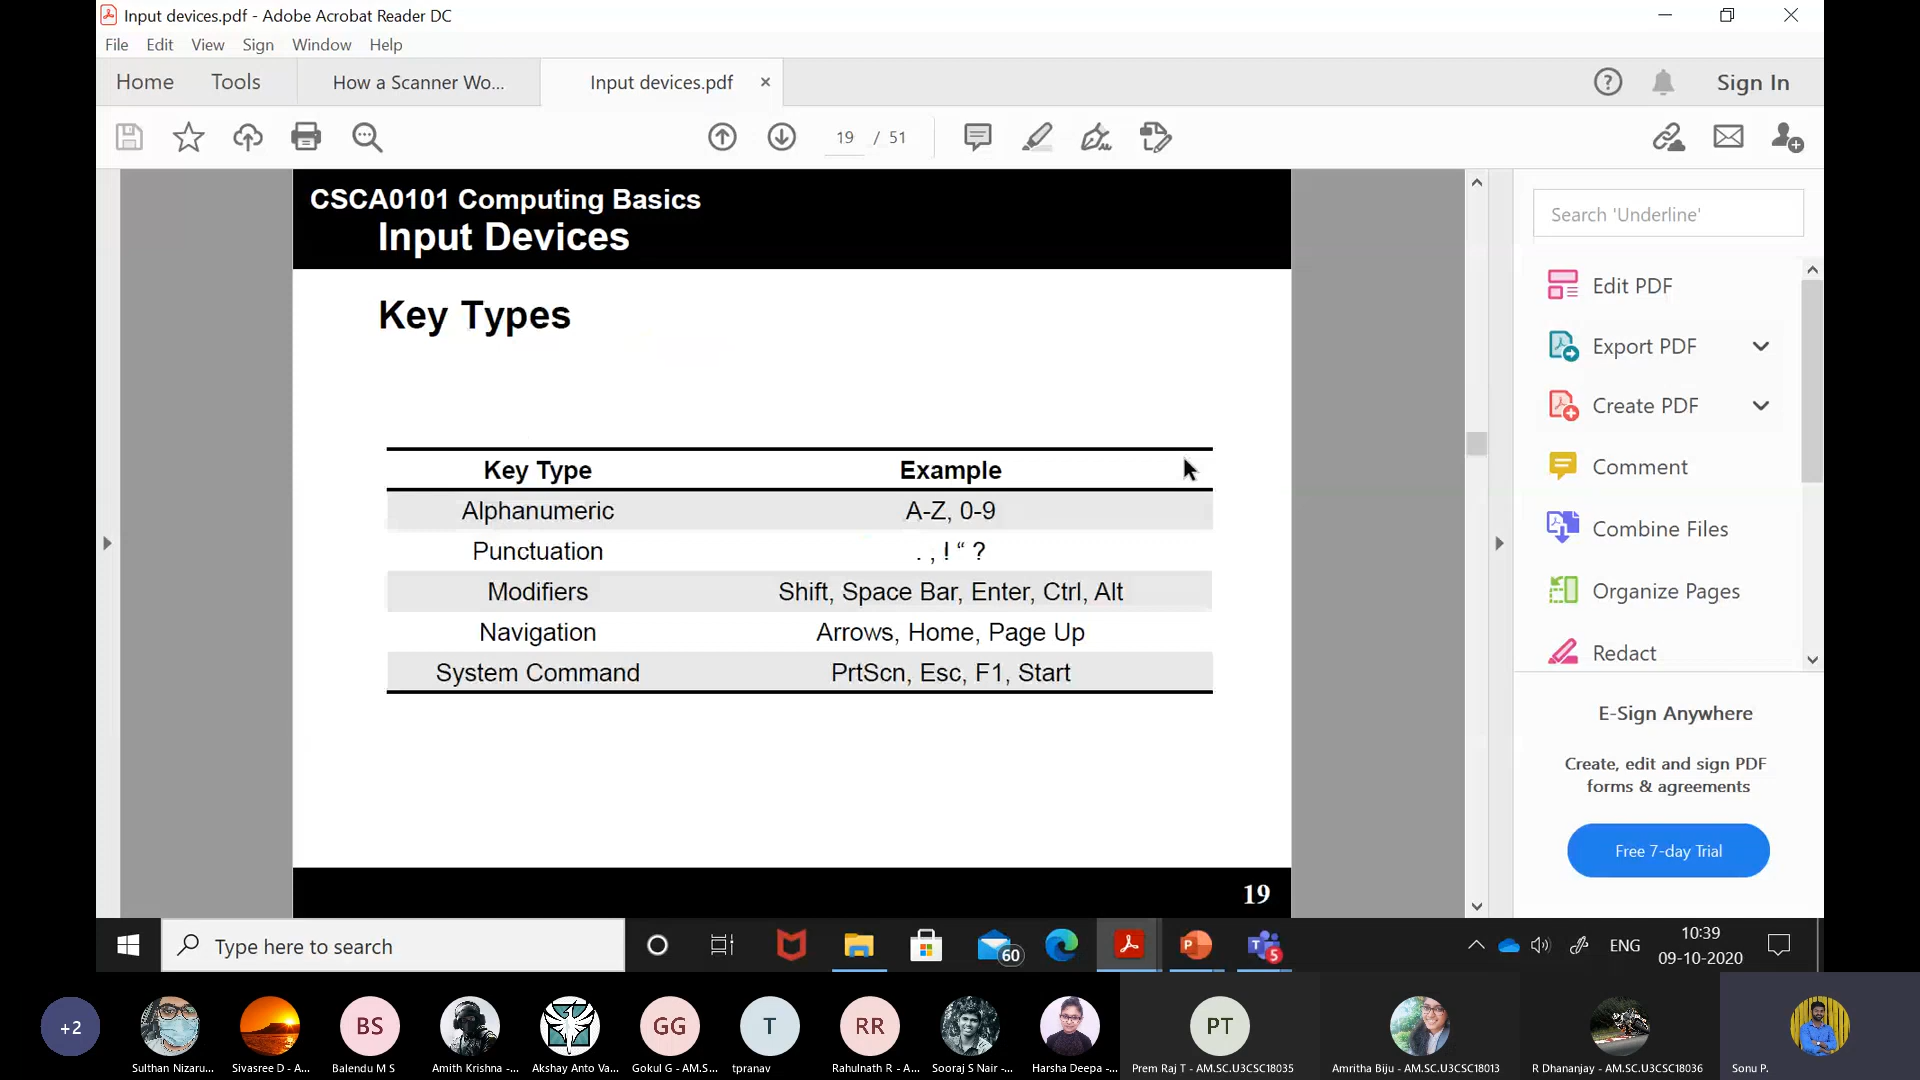 Input devices.pdf - Adobe Acrobat Reader DC
File Edit View Sign Window Help
Home Tools How a Scanner Wo... Input devices.pdf Sign In
19 / 51
CSCA0101 Computing Basics
Input Devices
Key Types
Key Type Example
Alphanumeric A-Z, 0-9
Punctuation . , ! “ ?
Modifiers Shift, Space Bar, Enter, Ctrl, Alt
Navigation Arrows, Home, Page Up
System Command PrtScn, Esc, F1, Start
19
Search 'Underline'
Edit PDF
Export PDF
Create PDF
Comment
Combine Files
Organize Pages
Redact
E-Sign Anywhere
Create, edit and sign PDF
forms & agreements
Free 7-day Trial
Type here to search
60
5
ENG
10:39
09-10-2020
+2 BS GG T RR PT
Sulthan Nizaru... Sivasree D - A... Balendu M S Amith Krishna -... Akshay Anto Va... Gokul G - AM.S... tpranav Rahulnath R - A... Sooraj S Nair -... Harsha Deepa -... Prem Raj T - AM.SC.U3CSC18035 Amritha Biju - AM.SC.U3CSC18013 R Dhananjay - AM.SC.U3CSC18036 Sonu P.